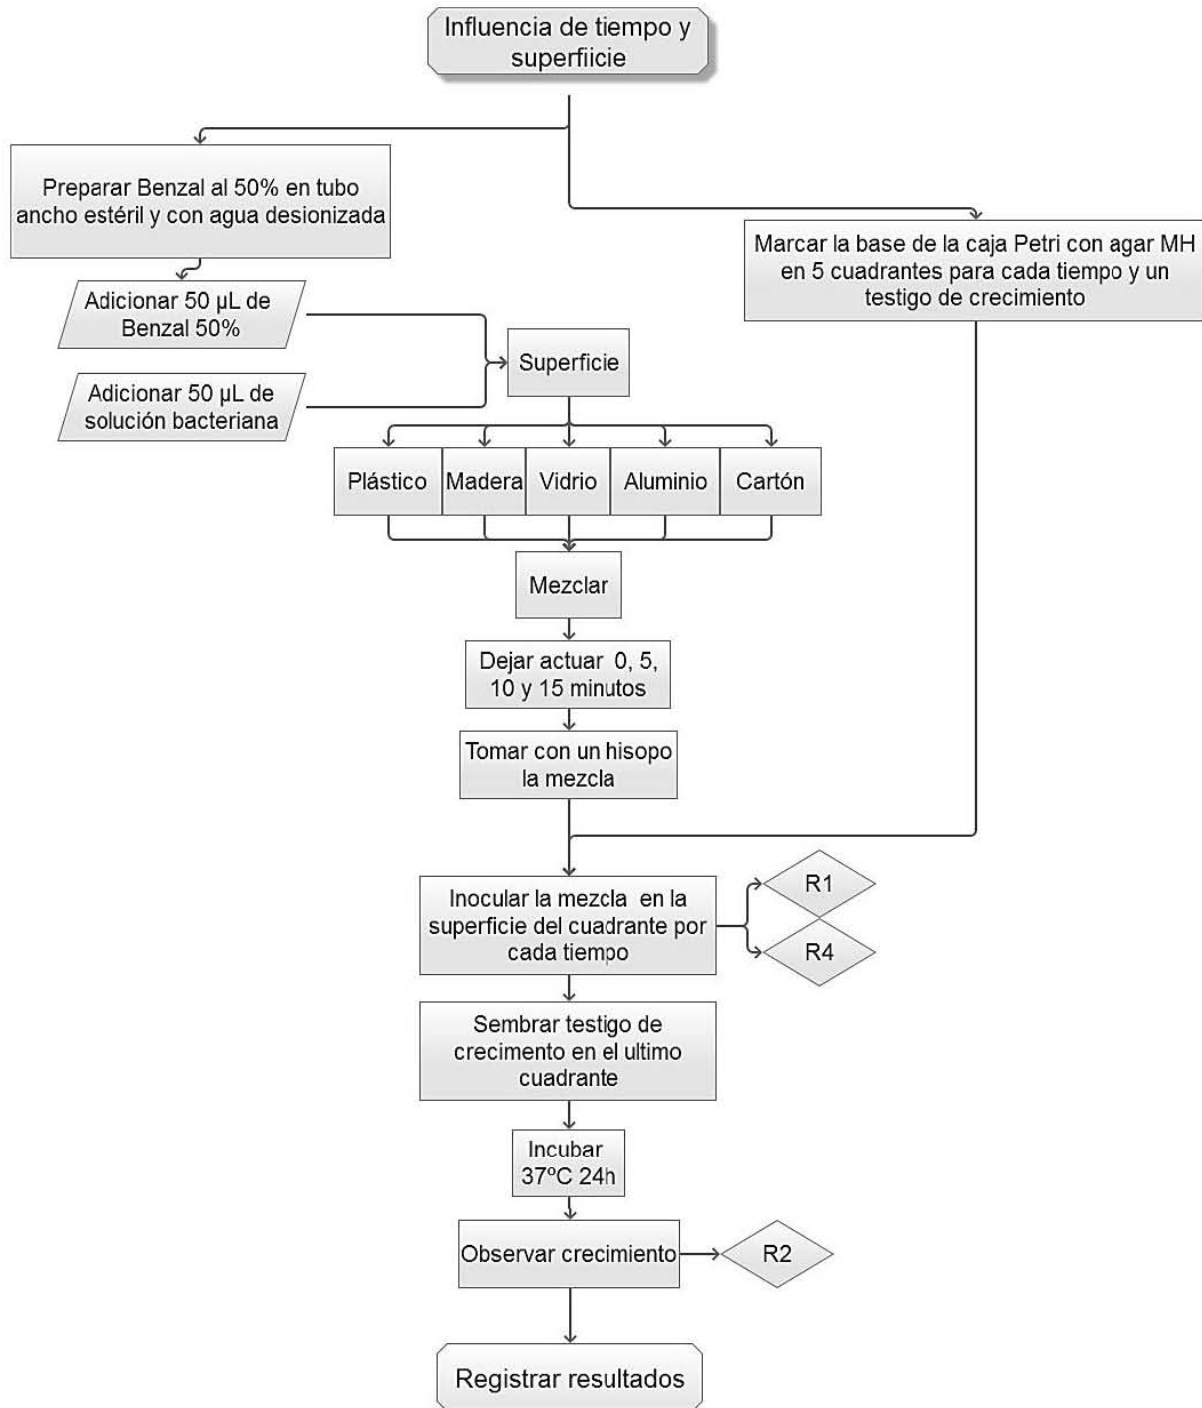 Influencia de tiempo y
superfiicie
Preparar Benzal al 50% en tubo
ancho estéril y con agua desionizada
Marcar la base de la caja Petri con agar MH
en 5 cuadrantes para cada tiempo y un
testigo de crecimiento
Adicionar 50 µL de
Benzal 50%
Superficie
Adicionar 50 µL de
solución bacteriana
Plástico
Madera
Vidrio
Aluminio
Cartón
Mezclar
Dejar actuar 0, 5,
10 y 15 minutos
Tomar con un hisopo
la mezcla
Inocular la mezcla en la
superficie del cuadrante por
cada tiempo
R1
R4
Sembrar testigo de
crecimento en el ultimo
cuadrante
Incubar
37ºC 24h
Observar crecimiento
R2
Registrar resultados